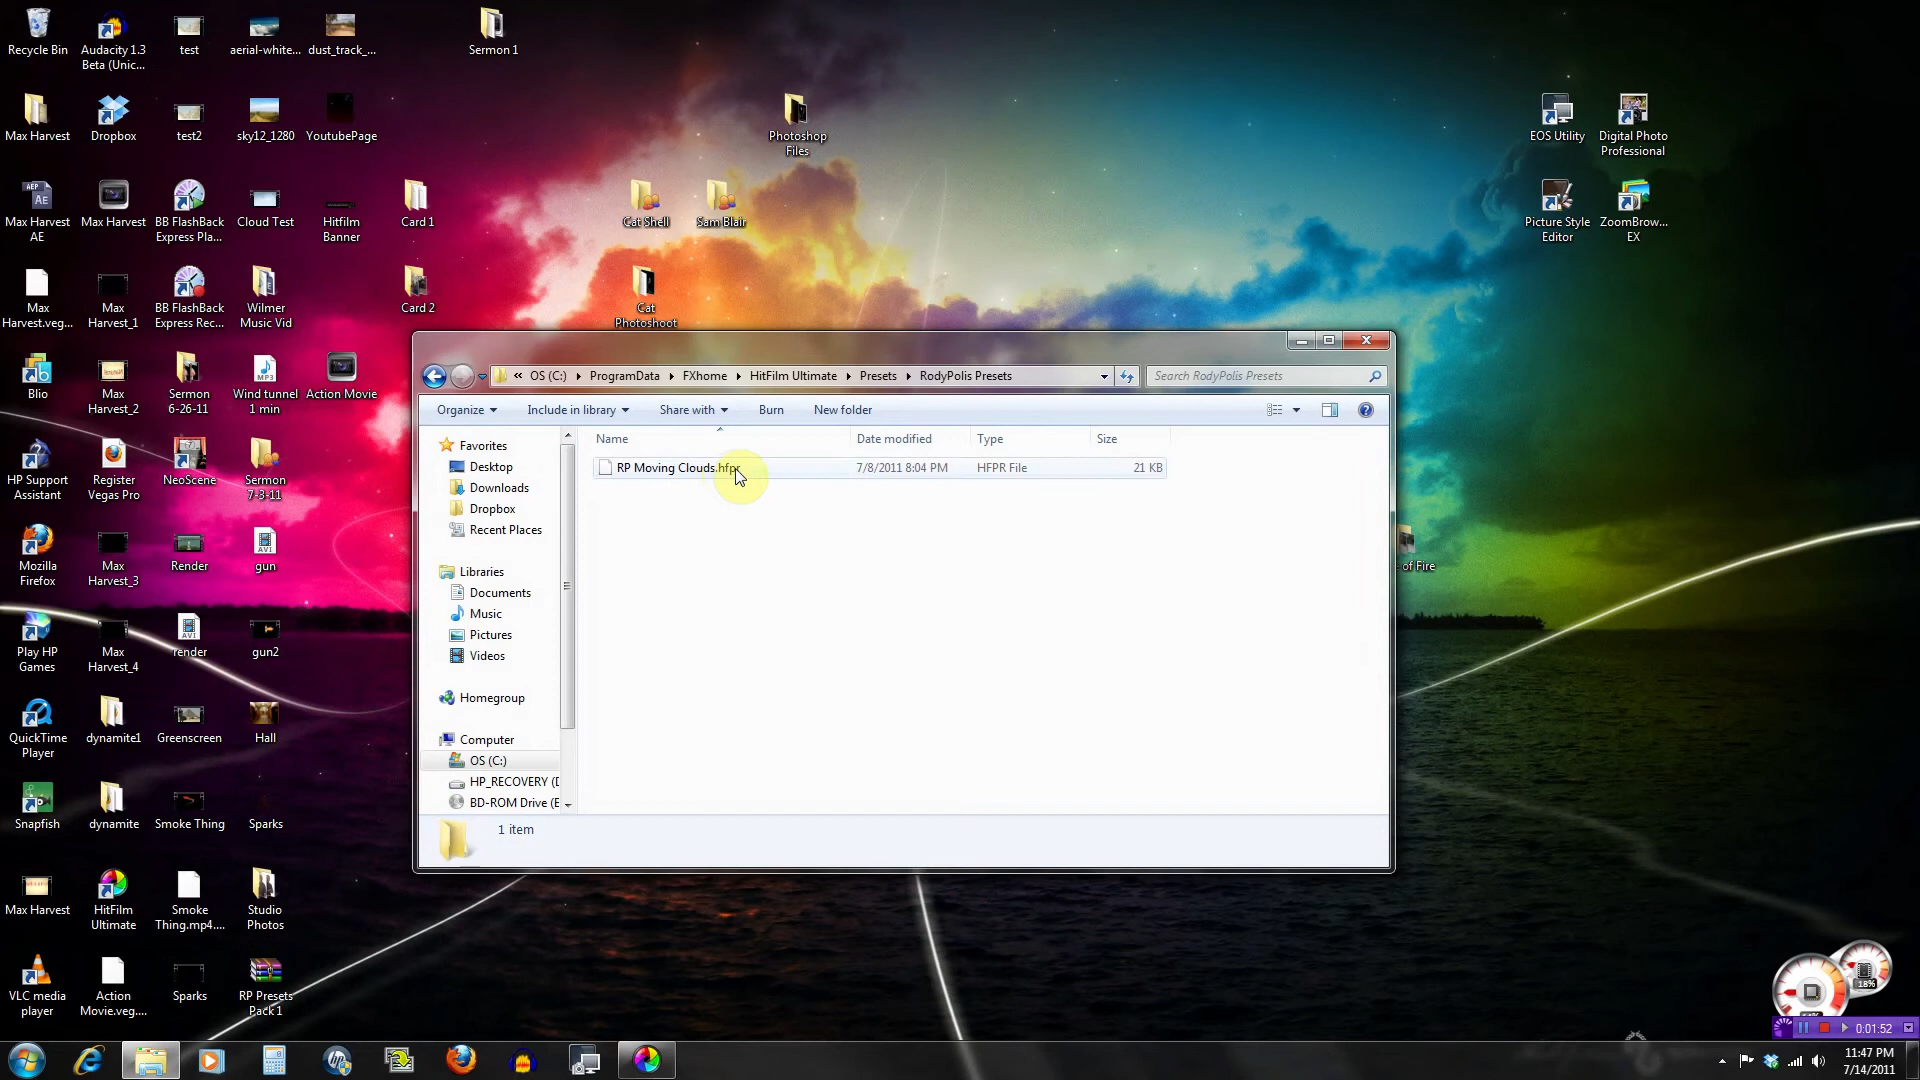 Recycle Bin
Audacity 1.3
Beta (Unic...
test
aerial-white...
dust_track_...
Sermon 1
Max Harvest
Dropbox
test2
sky12_1280
YoutubePage
Photoshop
Files
EOS Utility
Digital Photo
Professional
AEP
AE
Max Harvest
AE
Max Harvest
BB FlashBack
Express Pla...
Cloud Test
Hitfilm
Banner
Card 1
Cat Shell
Sam Blair
Picture Style
Editor
ZoomBrow...
EX
Max
Harvest.veg...
Max
Harvest_1
BB FlashBack
Express Rec...
Wilmer
Music Vid
Card 2
Cat
Photoshoot
Blio
Max
Harvest_2
Sermon
6-26-11
MP3
Wind tunnel
1 min
Action Movie
HP Support
Assistant
Register
Vegas Pro
NeoScene
Sermon
7-3-11
Mozilla
Firefox
Max
Harvest_3
Render
AVI
gun
of Fire
Play HP
Games
Max
Harvest_4
AVI
render
gun2
QuickTime
Player
dynamite1
Greenscreen
Hall
Snapfish
dynamite
Smoke Thing
Sparks
Max Harvest
HitFilm
Ultimate
Smoke
Thing.mp4....
Studio
Photos
VLC media
player
Action
Movie.veg....
Sparks
RP Presets
Pack 1
« OS (C:) ▸ ProgramData ▸ FXhome ▸ HitFilm Ultimate ▸ Presets ▸ RodyPolis Presets
Search RodyPolis Presets
Organize
Include in library
Share with
Burn
New folder
Name
Date modified
Type
Size
RP Moving Clouds.hfpr
7/8/2011 8:04 PM
HFPR File
21 KB
Favorites
Desktop
Downloads
Dropbox
Recent Places
Libraries
Documents
Music
Pictures
Videos
Homegroup
Computer
OS (C:)
HP_RECOVERY (D
BD-ROM Drive (E
1 item
18%
0:01:52
11:47 PM
7/14/2011